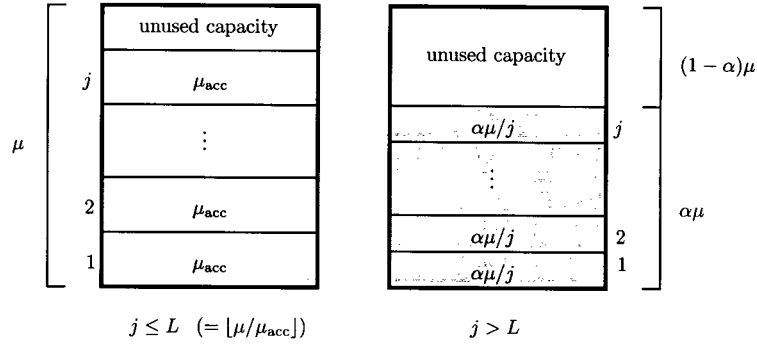 unused capacity
j
μ_acc
⋮
μ
2
μ_acc
1
μ_acc
j ≤ L (= ⌊μ/μ_acc⌋)
unused capacity
(1 − α)μ
αμ/j
j
⋮
αμ/j
2
αμ
αμ/j
1
j > L